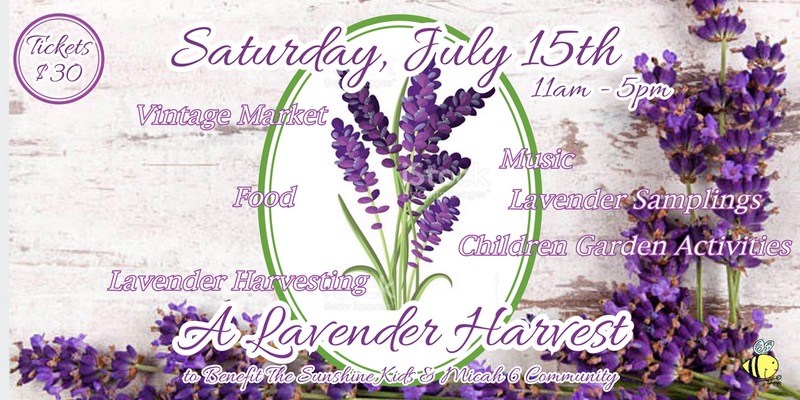 Tickets
$30
Saturday, July 15th
11am - 5pm
Vintage Market
Music
Food
Lavender Samplings
Children Garden Activities
Lavender Harvesting
A Lavender Harvest
to Benefit The Sunshine Kids & Micah 6 Community
iStock